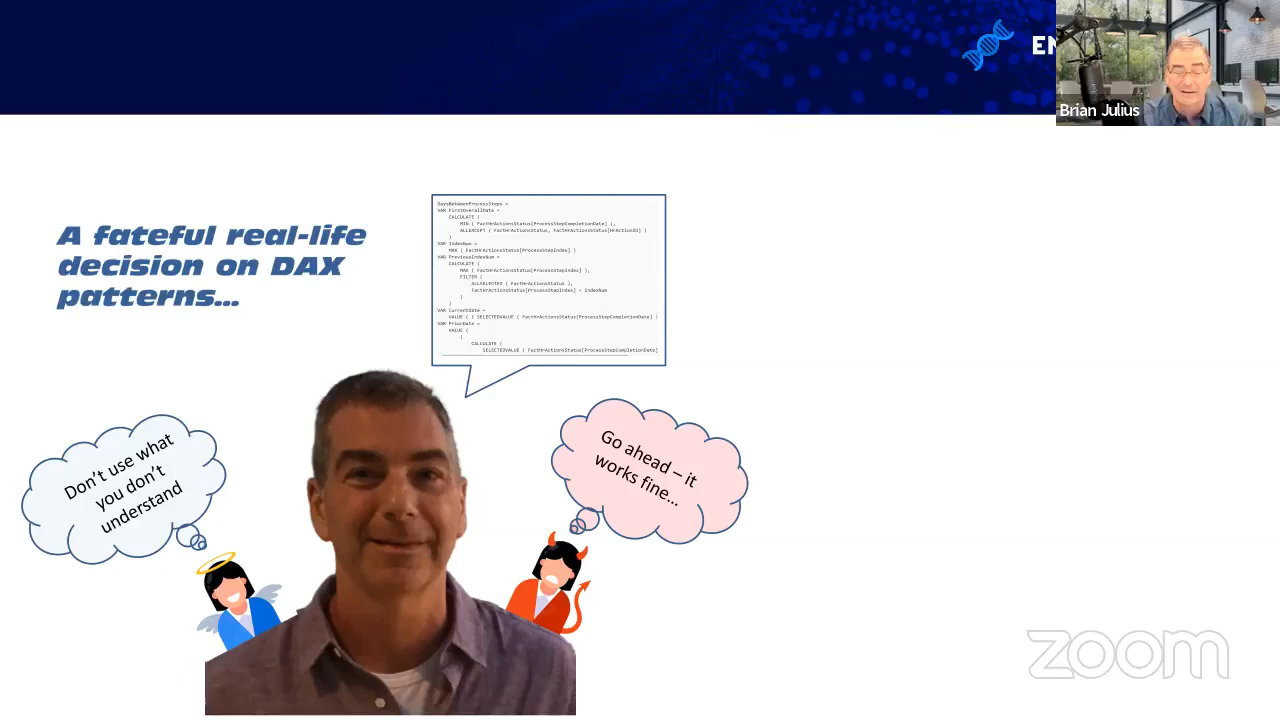 EN
Brian Julius
A fateful real-life
decision on DAX
patterns...
DaysBetweenProcessSteps =
VAR FirstOverallDate =
CALCULATE (
MIN ( FactHrActionsStatus[ProcessStepCompletionDate] ),
ALLEXCEPT ( FactHrActionsStatus, FactHrActionsStatus[HrActionID] )
)
VAR IndexNum =
MAX ( FactHrActionsStatus[ProcessStepIndex] )
VAR PreviousIndexNum =
CALCULATE (
MAX ( FactHrActionsStatus[ProcessStepIndex] ),
FILTER (
ALLSELECTED ( FactHrActionsStatus ),
FactHrActionsStatus[ProcessStepIndex] < IndexNum
)
)
VAR CurrentDate =
VALUE ( ( SELECTEDVALUE ( FactHrActionsStatus[ProcessStepCompletionDate] )
VAR PriorDate =
VALUE (
(
CALCULATE (
SELECTEDVALUE ( FactHrActionsStatus[ProcessStepCompletionDate]
Don't use what
you don't
understand
Go ahead – it
works fine...
zoom